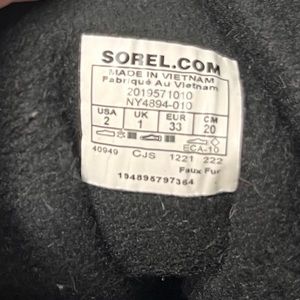 SOREL.COM
MADE IN VIETNAM
Fabriqué Au Vietnam
2019571010
NY4894-010
USA UK EUR CM
2 1 33 20
ECA-10
40949 CJS 1221 222
Faux Fur
194895797364